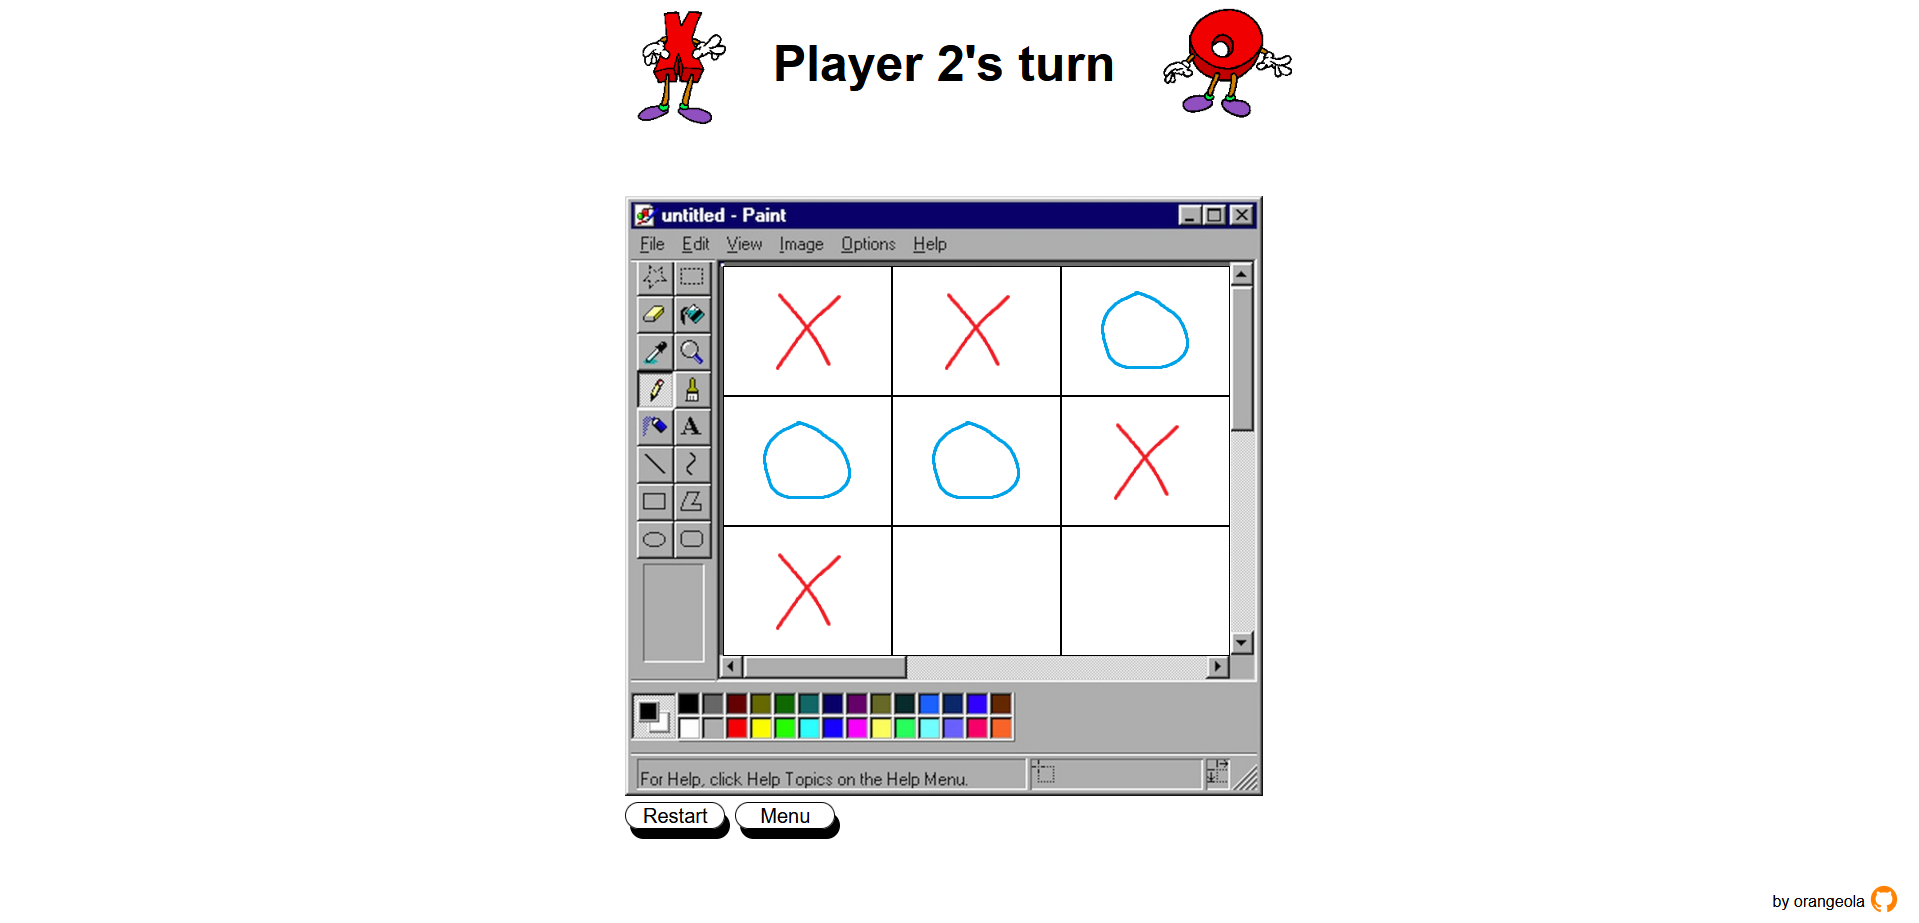 Player 2's turn
untitled - Paint
File Edit View Image Options Help
For Help, click Help Topics on the Help Menu.
Restart Menu
by orangeola